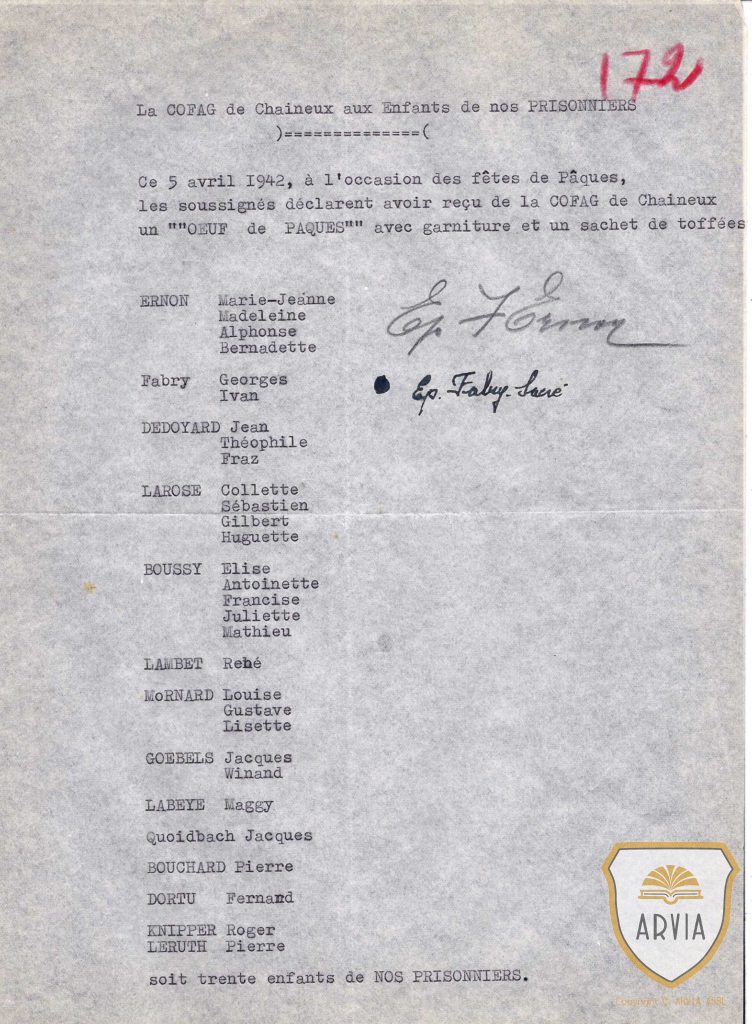 172
La COFAG de Chaineux aux Enfants de nos PRISONNIERS
)==============(
Ce 5 avril I942, à l'occasion des fêtes de Pâques,
les soussignés déclarent avoir reçu de la COFAG de Chaineux
un ""OEUF de PAQUES"" avec garniture et un sachet de toffées
ERNON Marie-Jeanne
Madeleine
Alphonse
Bernadette
Ep. F Ernon
Fabry Georges
Ivan
Ep. Fabry-Sacré
DEDOYARD Jean
Théophile
Fraz
LAROSE Collette
Sébastien
Gilbert
Huguette
BOUSSY Elise
Antoinette
Francise
Juliette
Mathieu
LAMBET René
MoRNARD Louise
Gustave
Lisette
GOEBELS Jacques
Winand
LABEYE Maggy
Quoidbach Jacques
BOUCHARD Pierre
DORTU Fernand
KNIPPER Roger
LERUTH Pierre
soit trente enfants de NOS PRISONNIERS.
ARVIA
Copyright © ARVIA ASBL